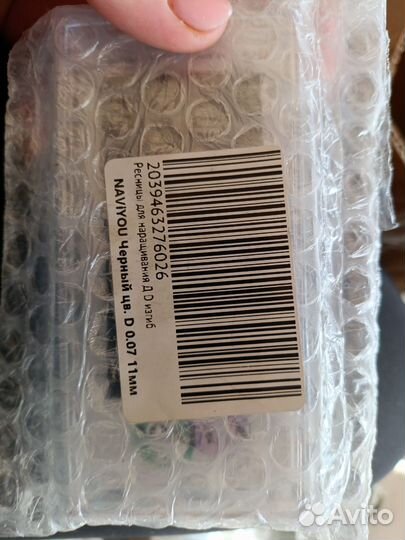 2039463276026
Ресницы для наращивания Д D изгиб
NAViYOU Черный цв. D 0.07 11мм
Avito